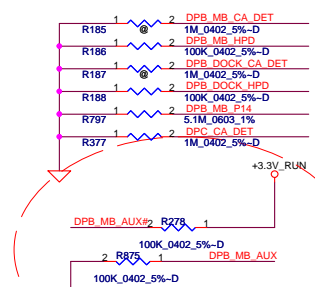 1 2 DPB_MB_CA_DET
R185 @ 1M_0402_5%~D
1 2 DPB_MB_HPD
R186 100K_0402_5%~D
1 2 DPB_DOCK_CA_DET
R187 @ 1M_0402_5%~D
1 2 DPB_DOCK_HPD
R188 100K_0402_5%~D
1 2 DPB_MB_P14
R797 5.1M_0603_1%
1 2 DPC_CA_DET
R377 1M_0402_5%~D
+3.3V_RUN
DPB_MB_AUX# 2 R278 1
100K_0402_5%~D
2 R875 1 DPB_MB_AUX
100K_0402_5%~D